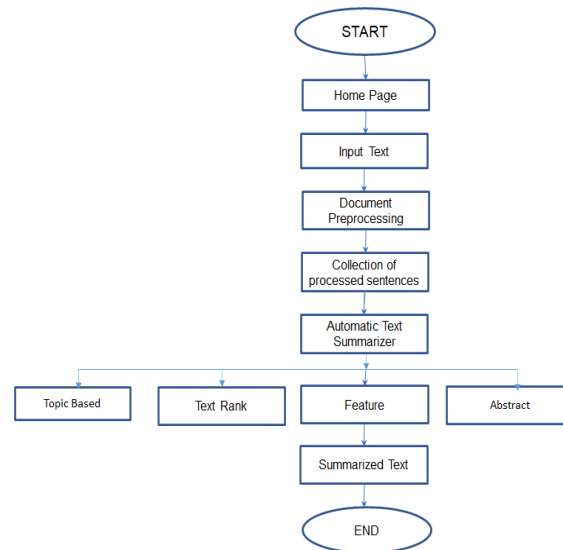 START
Home Page
Input Text
Document
Preprocessing
Collection of
processed sentences
Automatic Text
Summarizer
Topic Based
Text Rank
Feature
Abstract
Summarized Text
END